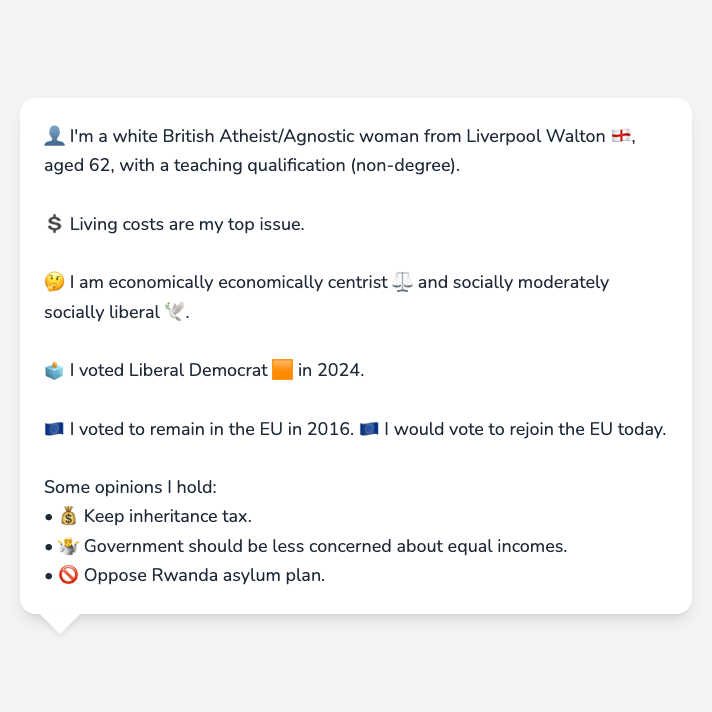 👤 I'm a white British Atheist/Agnostic woman from Liverpool Walton 🏴󠁧󠁢󠁥󠁮󠁧󠁿,
aged 62, with a teaching qualification (non-degree).
💲 Living costs are my top issue.
🤔 I am economically economically centrist ⚖️ and socially moderately
socially liberal 🕊️.
🗳️ I voted Liberal Democrat 🟧 in 2024.
🇪🇺 I voted to remain in the EU in 2016. 🇪🇺 I would vote to rejoin the EU today.
Some opinions I hold:
• 💰 Keep inheritance tax.
• 🤷 Government should be less concerned about equal incomes.
• 🚫 Oppose Rwanda asylum plan.